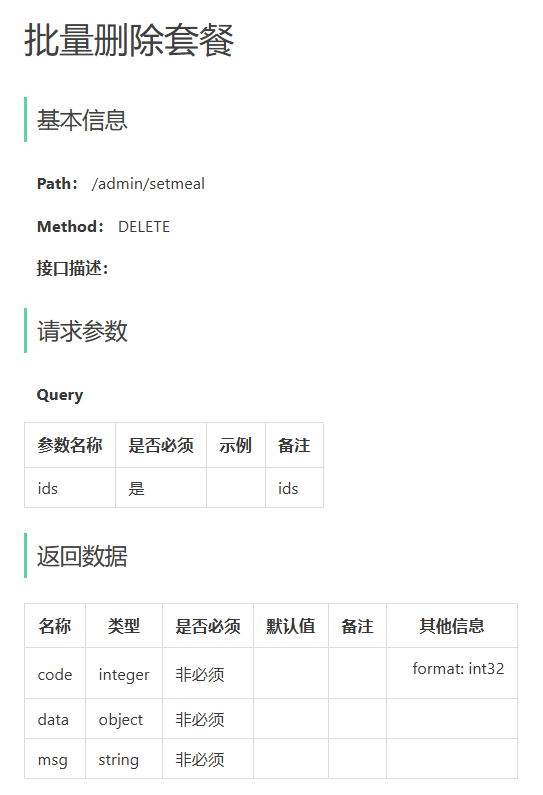 批量删除套餐
基本信息
Path： /admin/setmeal
Method： DELETE
接口描述：
请求参数
Query
参数名称 是否必须 示例 备注
ids 是 ids
返回数据
名称 类型 是否必须 默认值 备注 其他信息
code integer 非必须 format: int32
data object 非必须
msg string 非必须